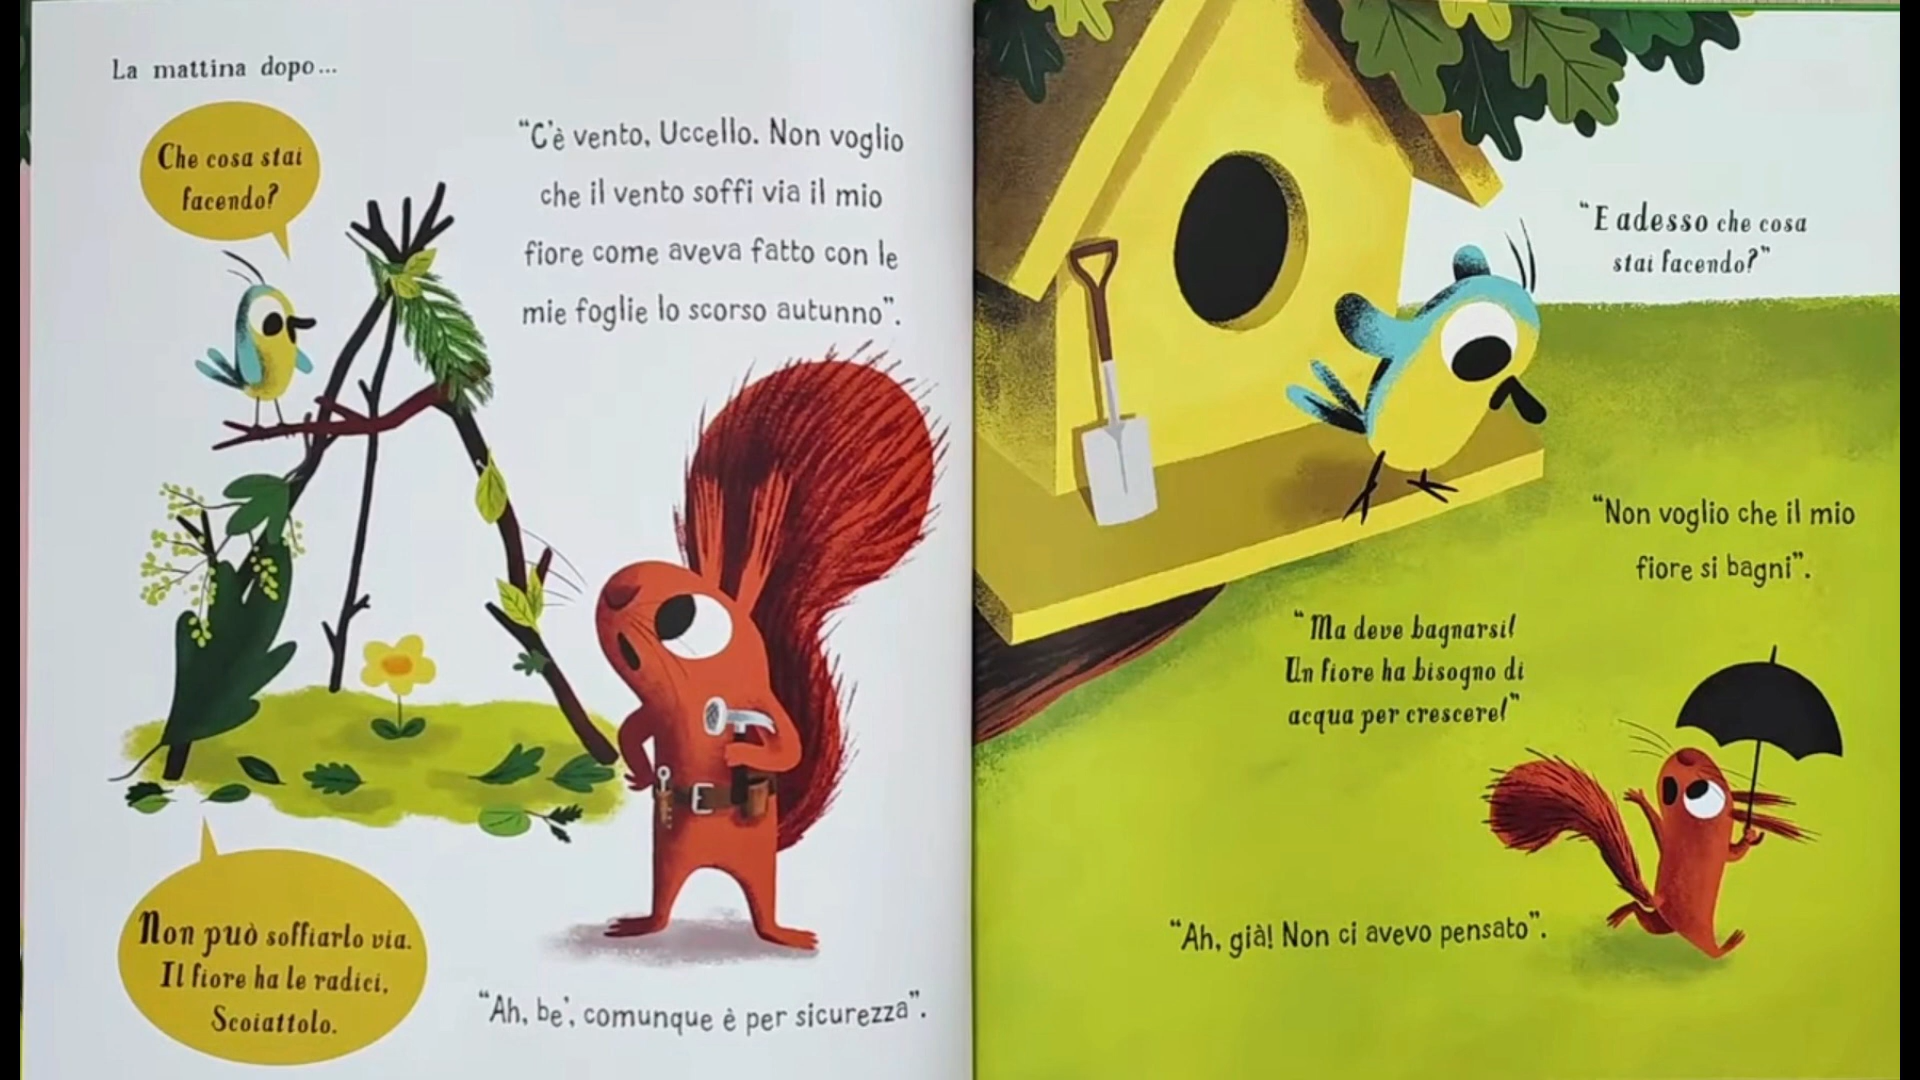 La mattina dopo...
Che cosa stai
facendo?
“C'è vento, Uccello. Non voglio
che il vento soffi via il mio
fiore come aveva fatto con le
mie foglie lo scorso autunno”.
Non può soffiarlo via.
Il fiore ha le radici,
Scoiattolo.
“Ah, be', comunque è per sicurezza”.
“E adesso che cosa
stai facendo?”
“Non voglio che il mio
fiore si bagni”.
“Ma deve bagnarsi!
Un fiore ha bisogno di
acqua per crescere!”
“Ah, già! Non ci avevo pensato”.